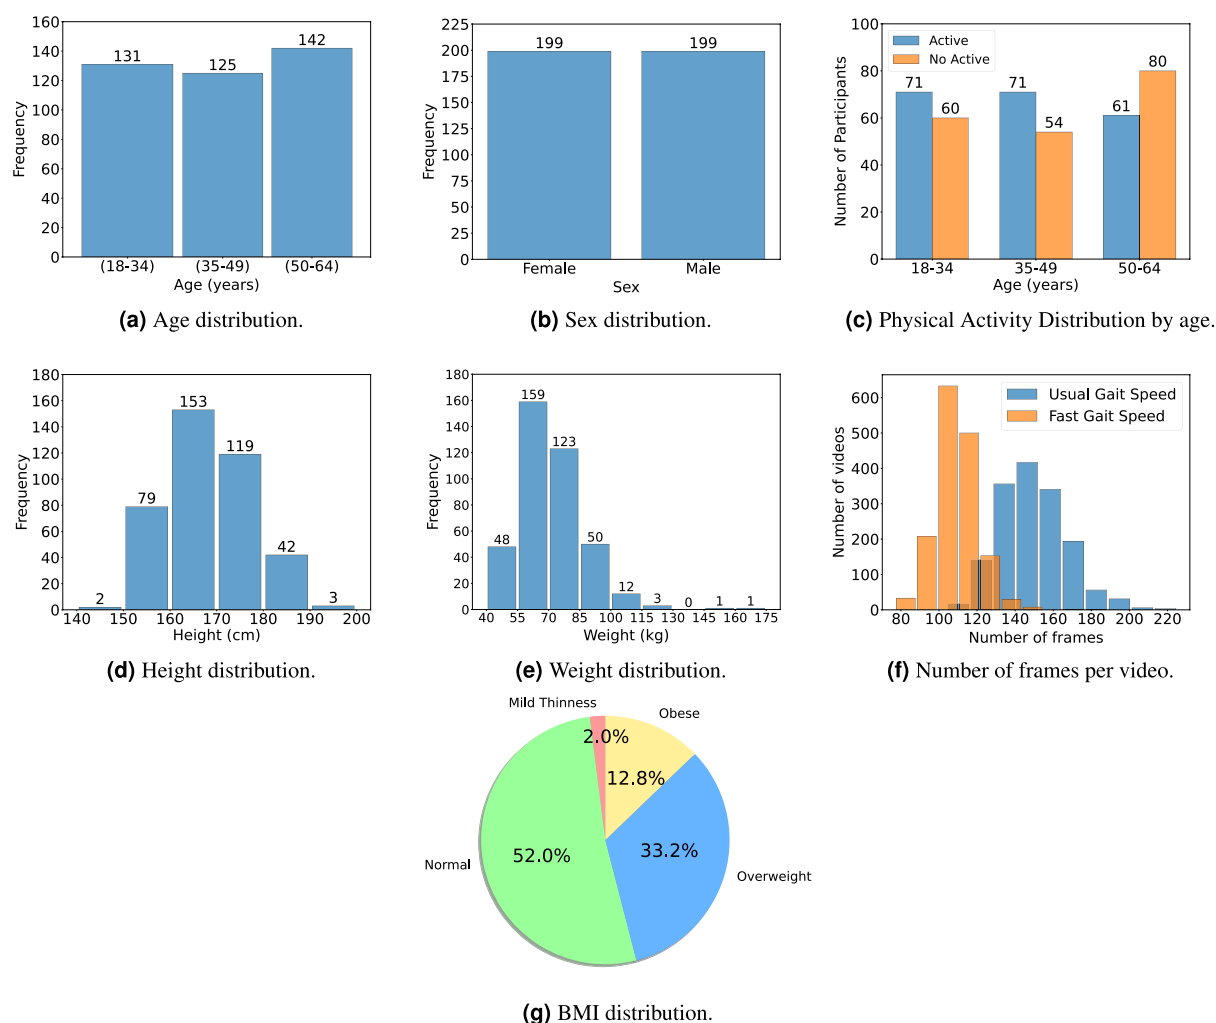 160
140
120
100
80
60
40
20
0
Frequency
131
125
142
(18-34) (35-49) (50-64)
Age (years)
(a) Age distribution.
225
200
175
150
125
100
75
50
25
0
Frequency
199
199
Female Male
Sex
(b) Sex distribution.
100
80
60
40
20
0
Number of Participants
Active
No Active
71
60
71
54
61
80
18-34 35-49 50-64
Age (years)
(c) Physical Activity Distribution by age.
180
160
140
120
100
80
60
40
20
0
Frequency
2
79
153
119
42
3
140 150 160 170 180 190 200
Height (cm)
(d) Height distribution.
180
160
140
120
100
80
60
40
20
0
Frequency
48
159
123
50
12
3
0
1
1
40 55 70 85 100 115 130 145 160 175
Weight (kg)
(e) Weight distribution.
600
500
400
300
200
100
0
Number of videos
Usual Gait Speed
Fast Gait Speed
80 100 120 140 160 180 200 220
Number of frames
(f) Number of frames per video.
Mild Thinness
Obese
2.0%
12.8%
Normal
52.0%
33.2%
Overweight
(g) BMI distribution.